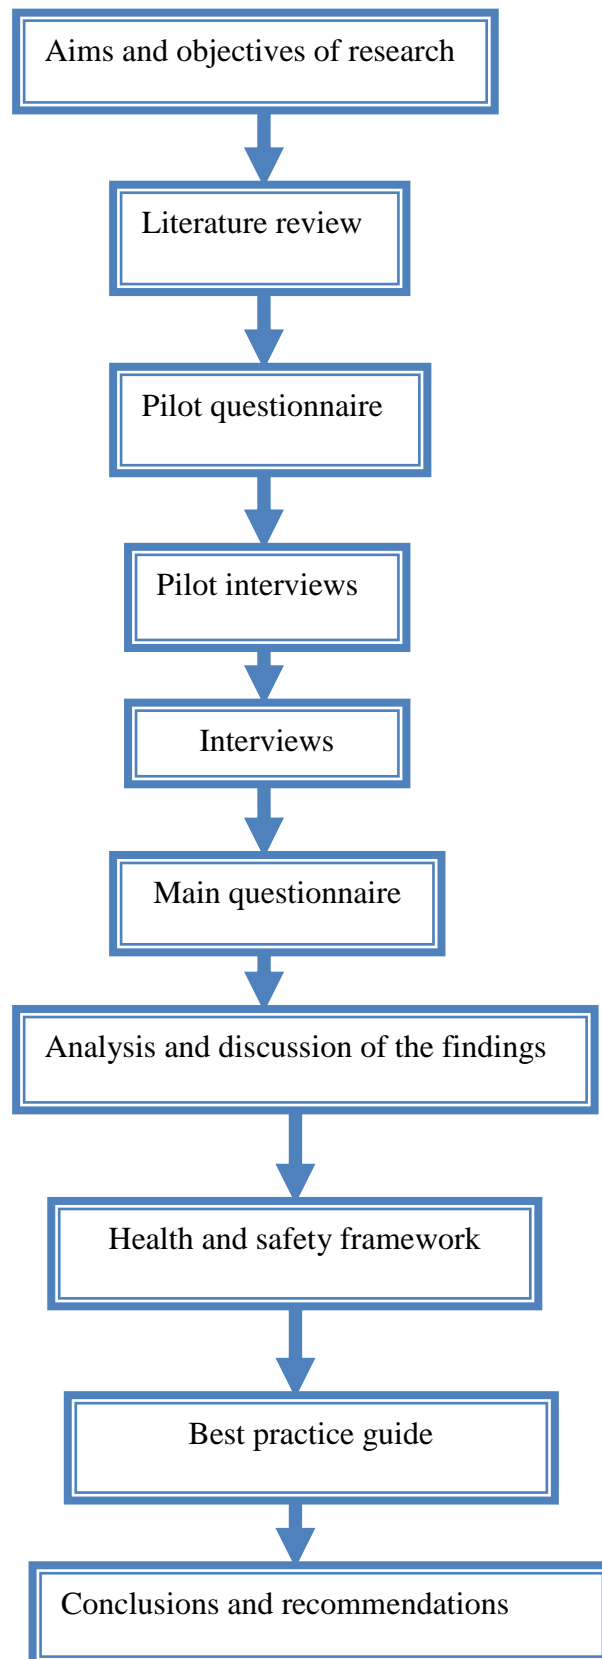 Aims and objectives of research
Literature review
Pilot questionnaire
Pilot interviews
Interviews
Main questionnaire
Analysis and discussion of the findings
Health and safety framework
Best practice guide
Conclusions and recommendations